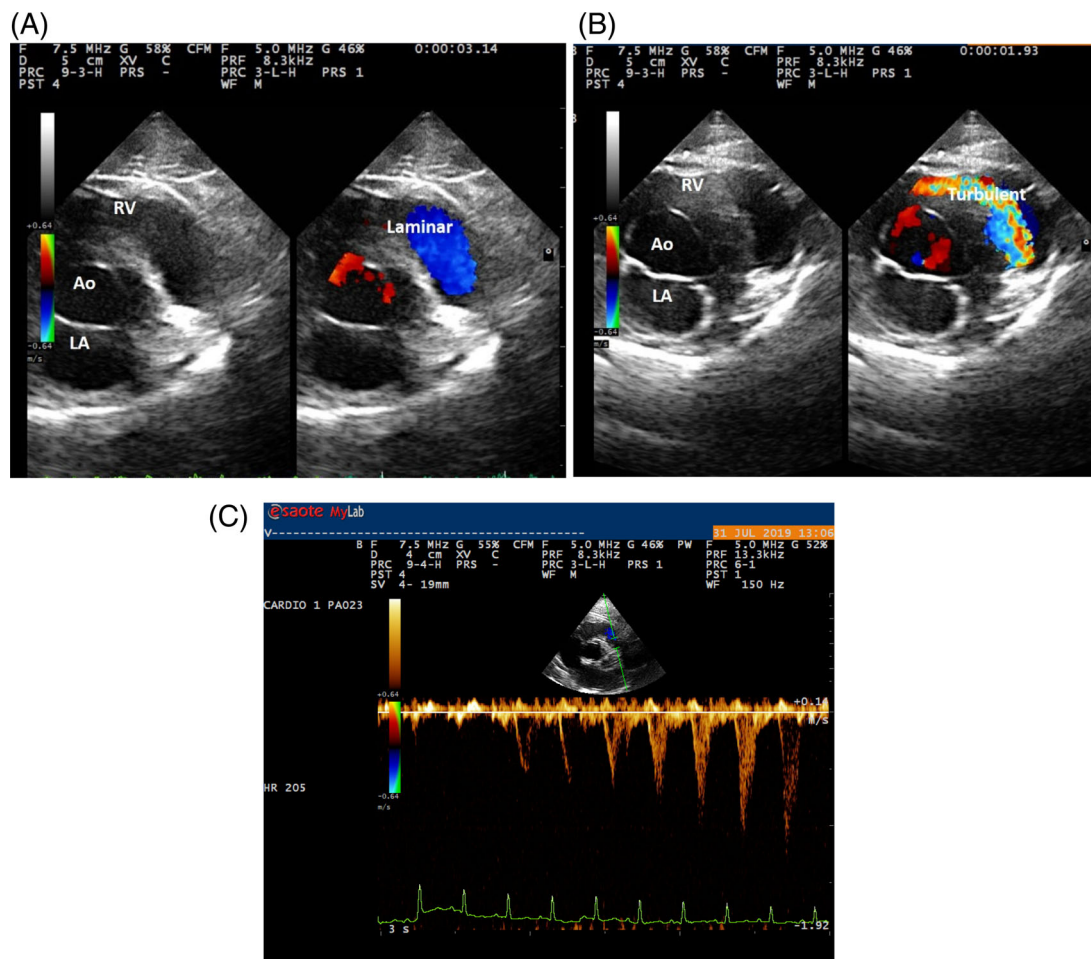 (A)
F 7.5 MHz G 58% CFM F 5.0 MHz G 46% 0:00:03.14
D 5 cm XV C PRF 8.3kHz
PRC 9-3-H PRS - PRC 3-L-H PRS 1
PST 4 WF M
+0.64
-0.64
m/s
RV
Ao
LA
Laminar
(B)
B F 7.5 MHz G 58% CFM F 5.0 MHz G 46% 0:00:01.93
D 5 cm XV C PRF 8.3kHz
PRC 9-3-H PRS - PRC 3-L-H PRS 1
PST 4 WF M
+0.64
-0.64
m/s
RV
Ao
LA
Turbulent
(C)
esaote MyLab
V 31 JUL 2019 13:06
B F 7.5 MHz G 55% CFM F 5.0 MHz G 46% PW F 5.0 MHz G 52%
D 4 cm XV C PRF 8.3kHz PRF 13.3kHz
PRC 9-4-H PRS - PRC 3-L-H PRS 1 PRC 6-1
PST 4 WF M PST 1
SV 4- 19mm WF 150 Hz
CARDIO 1 PA023
+0.64
-0.64
m/s
m/s
HR 205
3 s
-1.92